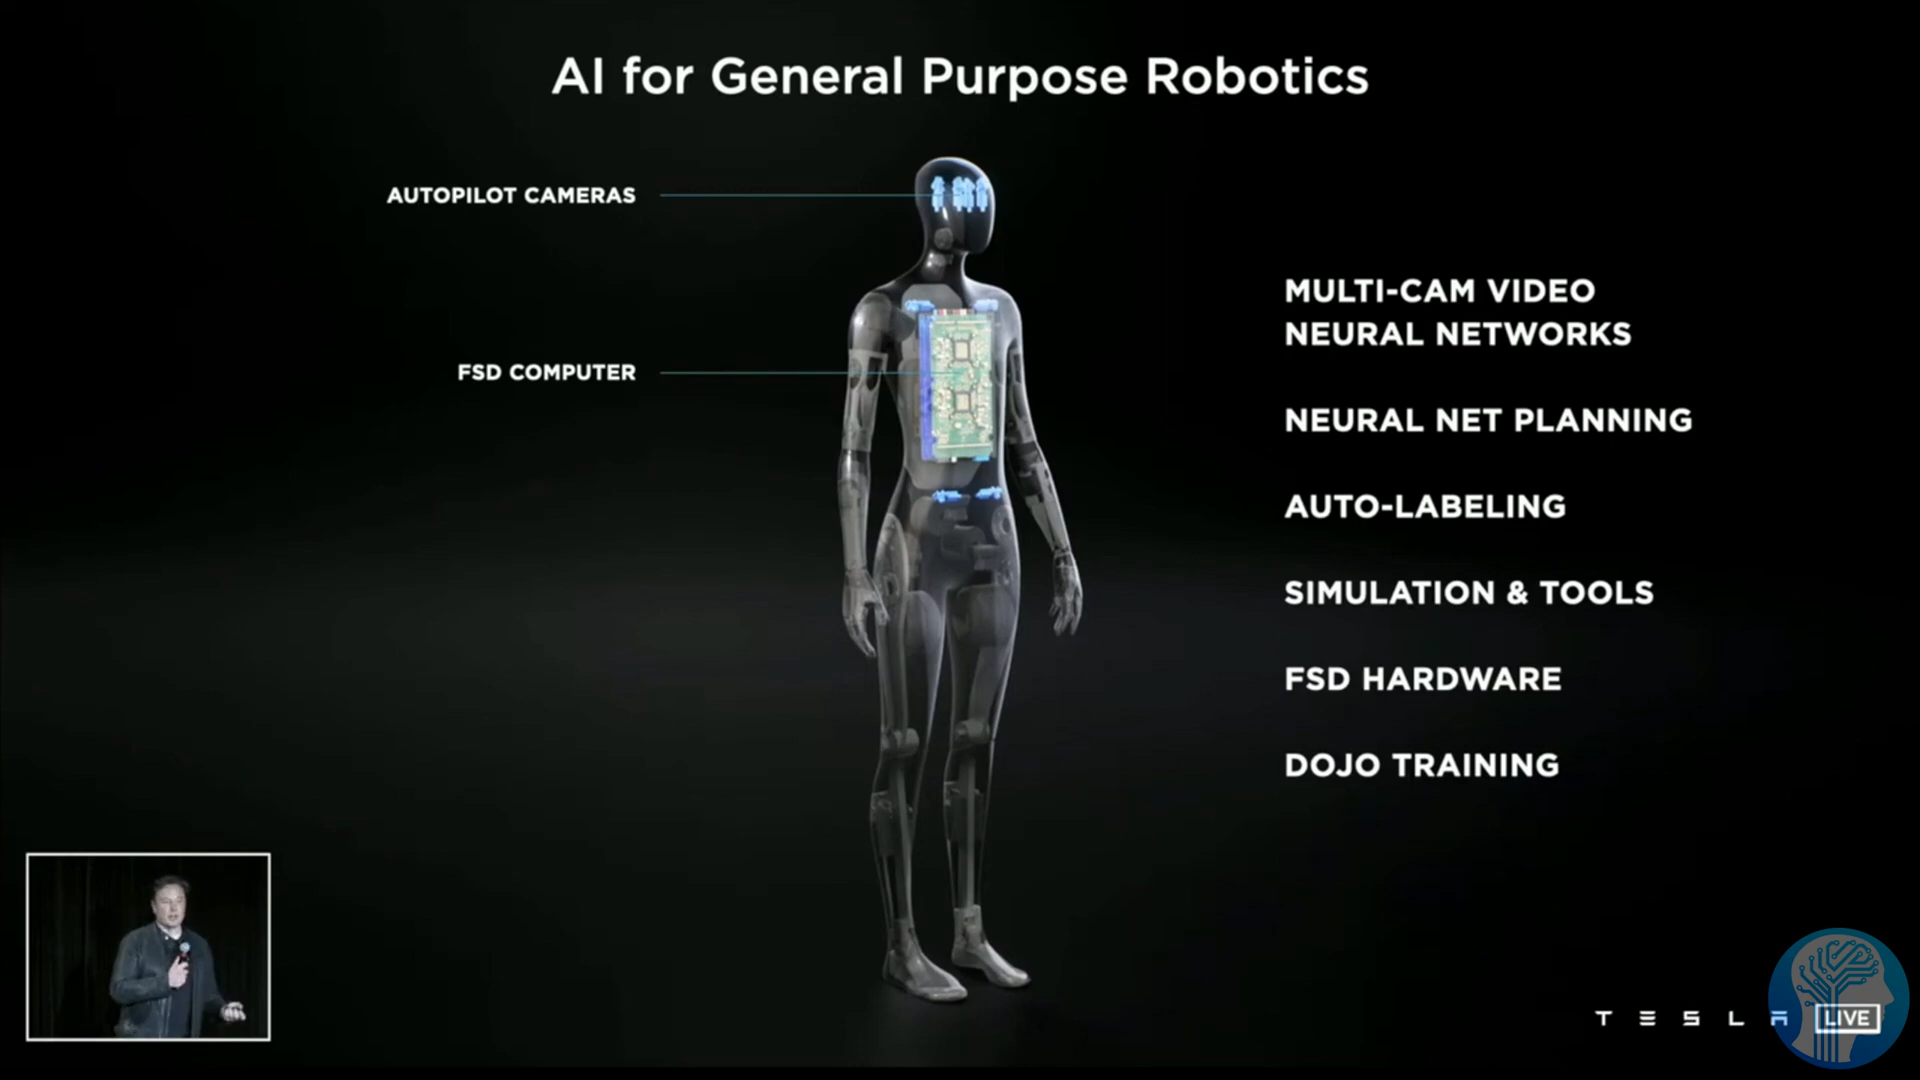 AI for General Purpose Robotics
AUTOPILOT CAMERAS
FSD COMPUTER
MULTI-CAM VIDEO
NEURAL NETWORKS
NEURAL NET PLANNING
AUTO-LABELING
SIMULATION & TOOLS
FSD HARDWARE
DOJO TRAINING
TESLA LIVE